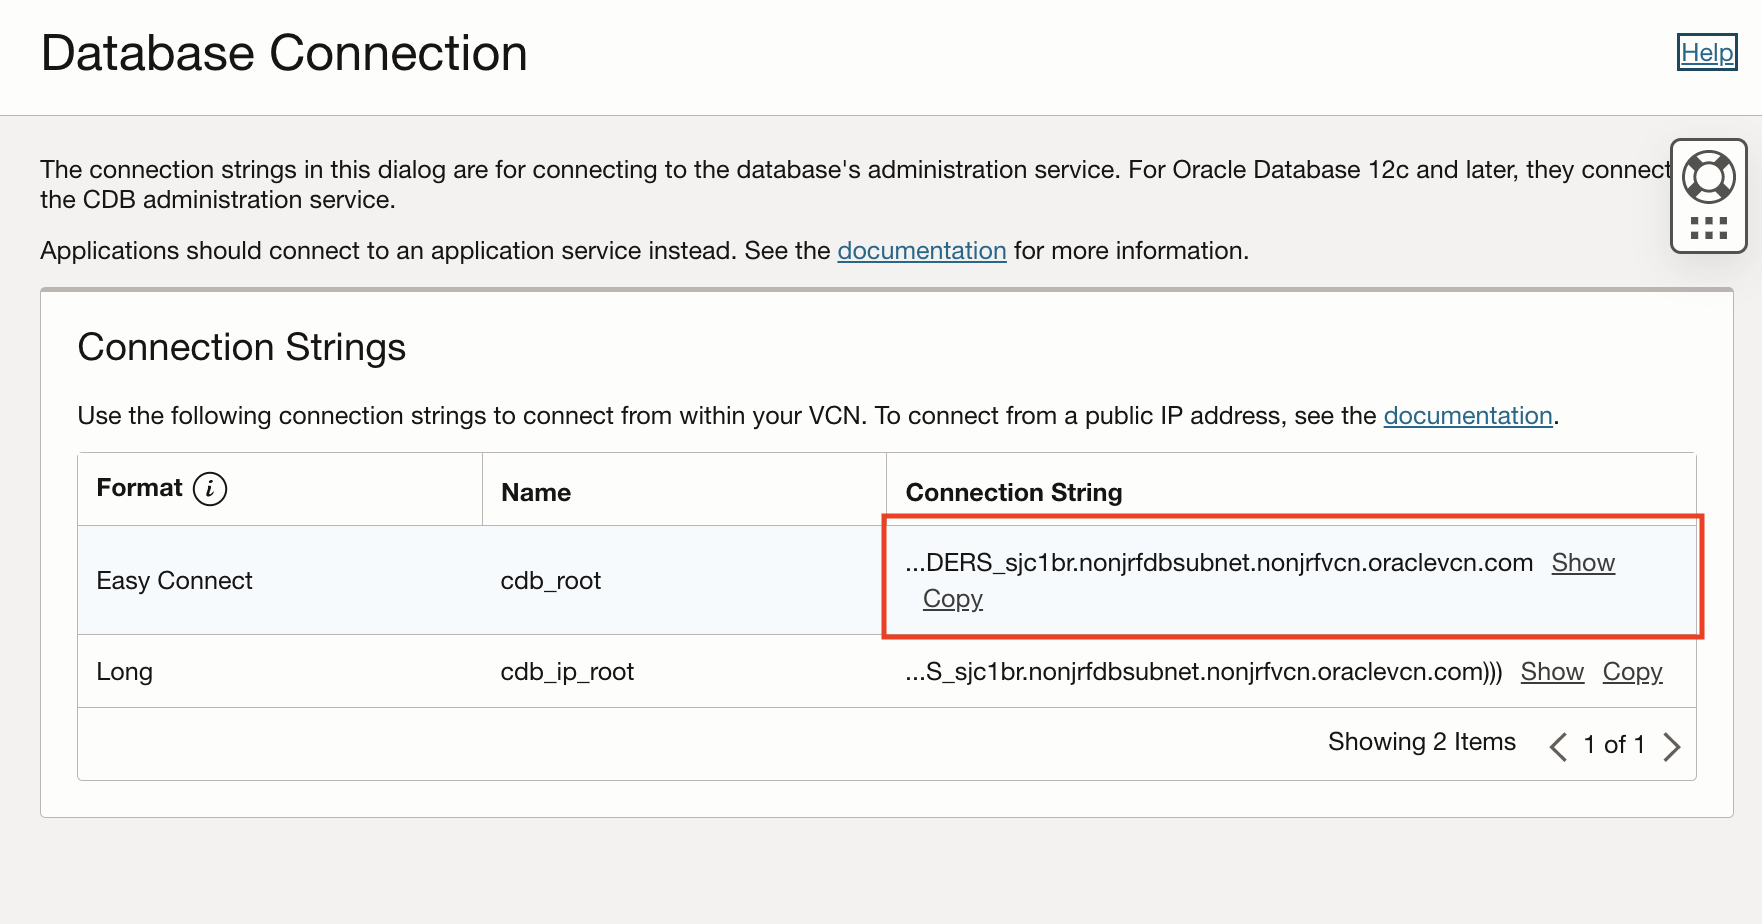 Database Connection
Help
The connection strings in this dialog are for connecting to the database's administration service. For Oracle Database 12c and later, they connect
the CDB administration service.
Applications should connect to an application service instead. See the documentation for more information.
Connection Strings
Use the following connection strings to connect from within your VCN. To connect from a public IP address, see the documentation.
Format i Name Connection String
Easy Connect cdb_root ...DERS_sjc1br.nonjrfdbsubnet.nonjrfvcn.oraclevcn.com Show
Copy
Long cdb_ip_root ...S_sjc1br.nonjrfdbsubnet.nonjrfvcn.oraclevcn.com))) Show Copy
Showing 2 Items 1 of 1